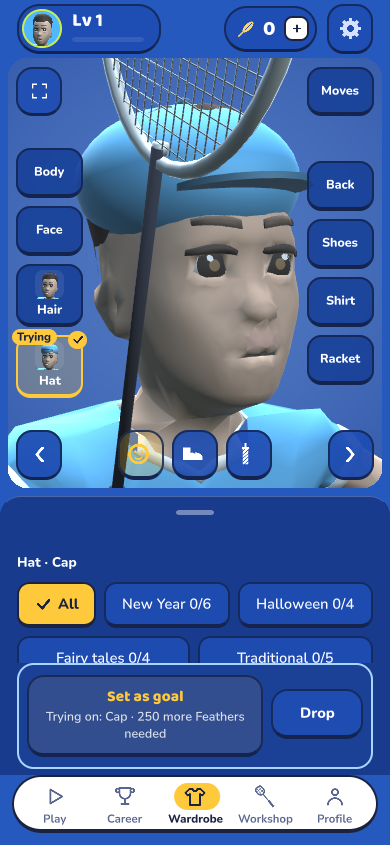 Lv 1
0
+
Moves
Body
Back
Face
Shoes
Hair
Shirt
Trying
Hat
Racket
Hat · Cap
All
New Year 0/6
Halloween 0/4
Fairy tales 0/4
Traditional 0/5
Set as goal
Trying on: Cap · 250 more Feathers
needed
Drop
Play
Career
Wardrobe
Workshop
Profile